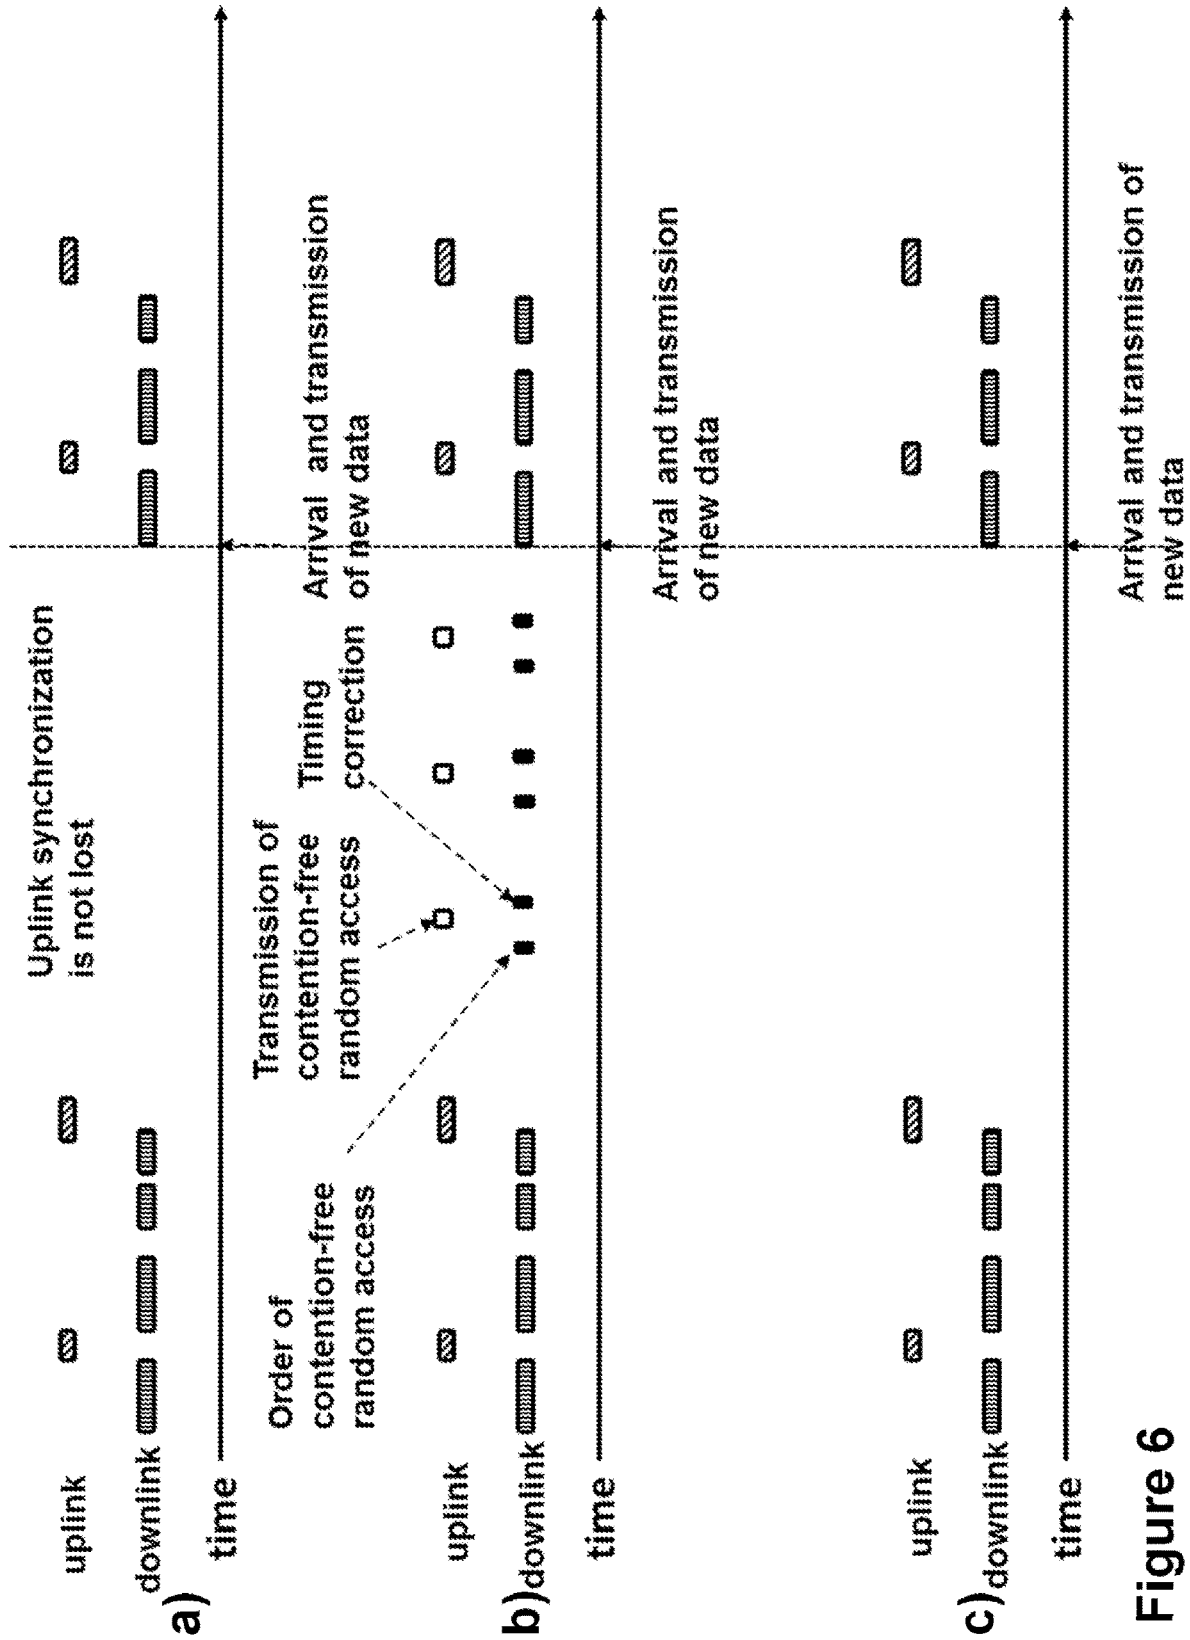 Uplink synchronization
is not lost
uplink
downlink
a)
time
Arrival and transmission
of new data
Order of
contention-free
random access
Transmission of
contention-free
random access
Timing
correction
uplink
b)
downlink
time
Arrival and transmission
of new data
uplink
c)
downlink
time
Arrival and transmission of
new data
Figure 6